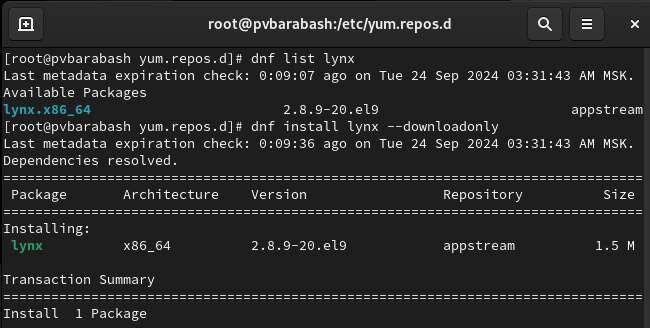 root@pvbarabash:/etc/yum.repos.d
[root@pvbarabash yum.repos.d]# dnf list lynx
Last metadata expiration check: 0:09:07 ago on Tue 24 Sep 2024 03:31:43 AM MSK.
Available Packages
lynx.x86_64                        2.8.9-20.el9                        appstream
[root@pvbarabash yum.repos.d]# dnf install lynx --downloadonly
Last metadata expiration check: 0:09:36 ago on Tue 24 Sep 2024 03:31:43 AM MSK.
Dependencies resolved.
================================================================================
 Package       Architecture    Version                 Repository          Size
================================================================================
Installing:
 lynx          x86_64          2.8.9-20.el9            appstream          1.5 M
Transaction Summary
================================================================================
Install  1 Package